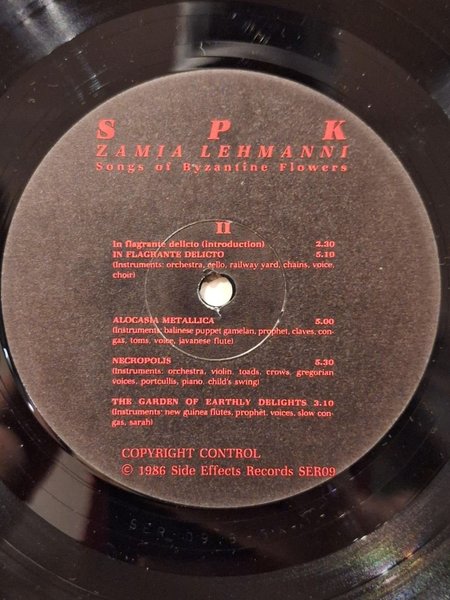 S P K
ZAMIA LEHMANNI
Songs of Byzantine Flowers
II
In flagrante delicto (introduction) 2.30
IN FLAGRANTE DELICTO 5.10
(Instruments: orchestra, cello, railway yard, chains, voice,
choir)
ALOCASIA METALLICA 5.00
(Instruments: balinese puppet gamelan, prophet, claves, con-
gas, toms, voice, javanese flute)
NECROPOLIS 5.30
(Instruments: orchestra, violin, toads, crows, gregorian
voices, portcullis, piano, child's swing)
THE GARDEN OF EARTHLY DELIGHTS 3.10
(Instruments: new guinea flutes, prophet, voices, slow con-
gas, sarah)
COPYRIGHT CONTROL
© 1986 Side Effects Records SER09